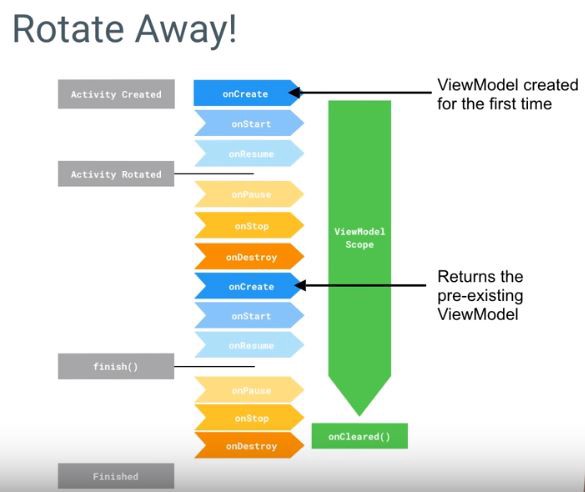 Rotate Away!
Activity Created
onCreate
ViewModel created
for the first time
onStart
onResume
Activity Rotated
onPause
onStop
ViewModel
Scope
onDestroy
onCreate
Returns the
pre-existing
ViewModel
onStart
onResume
finish()
onPause
onStop
onCleared()
onDestroy
Finished